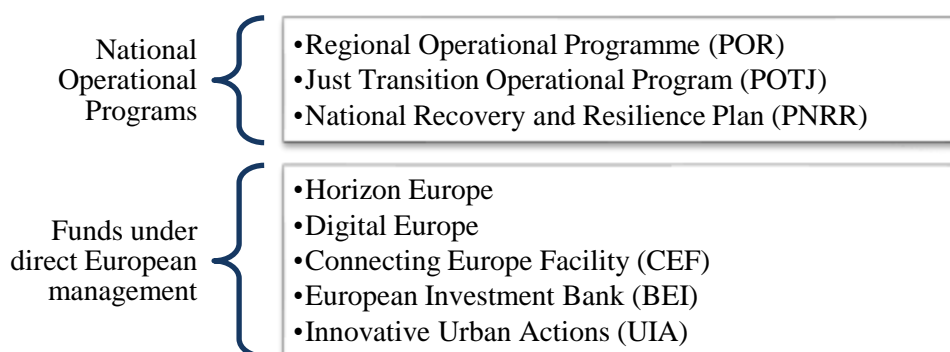 National
Operational
Programs
•Regional Operational Programme (POR)
•Just Transition Operational Program (POTJ)
•National Recovery and Resilience Plan (PNRR)
Funds under
direct European
management
•Horizon Europe
•Digital Europe
•Connecting Europe Facility (CEF)
•European Investment Bank (BEI)
•Innovative Urban Actions (UIA)